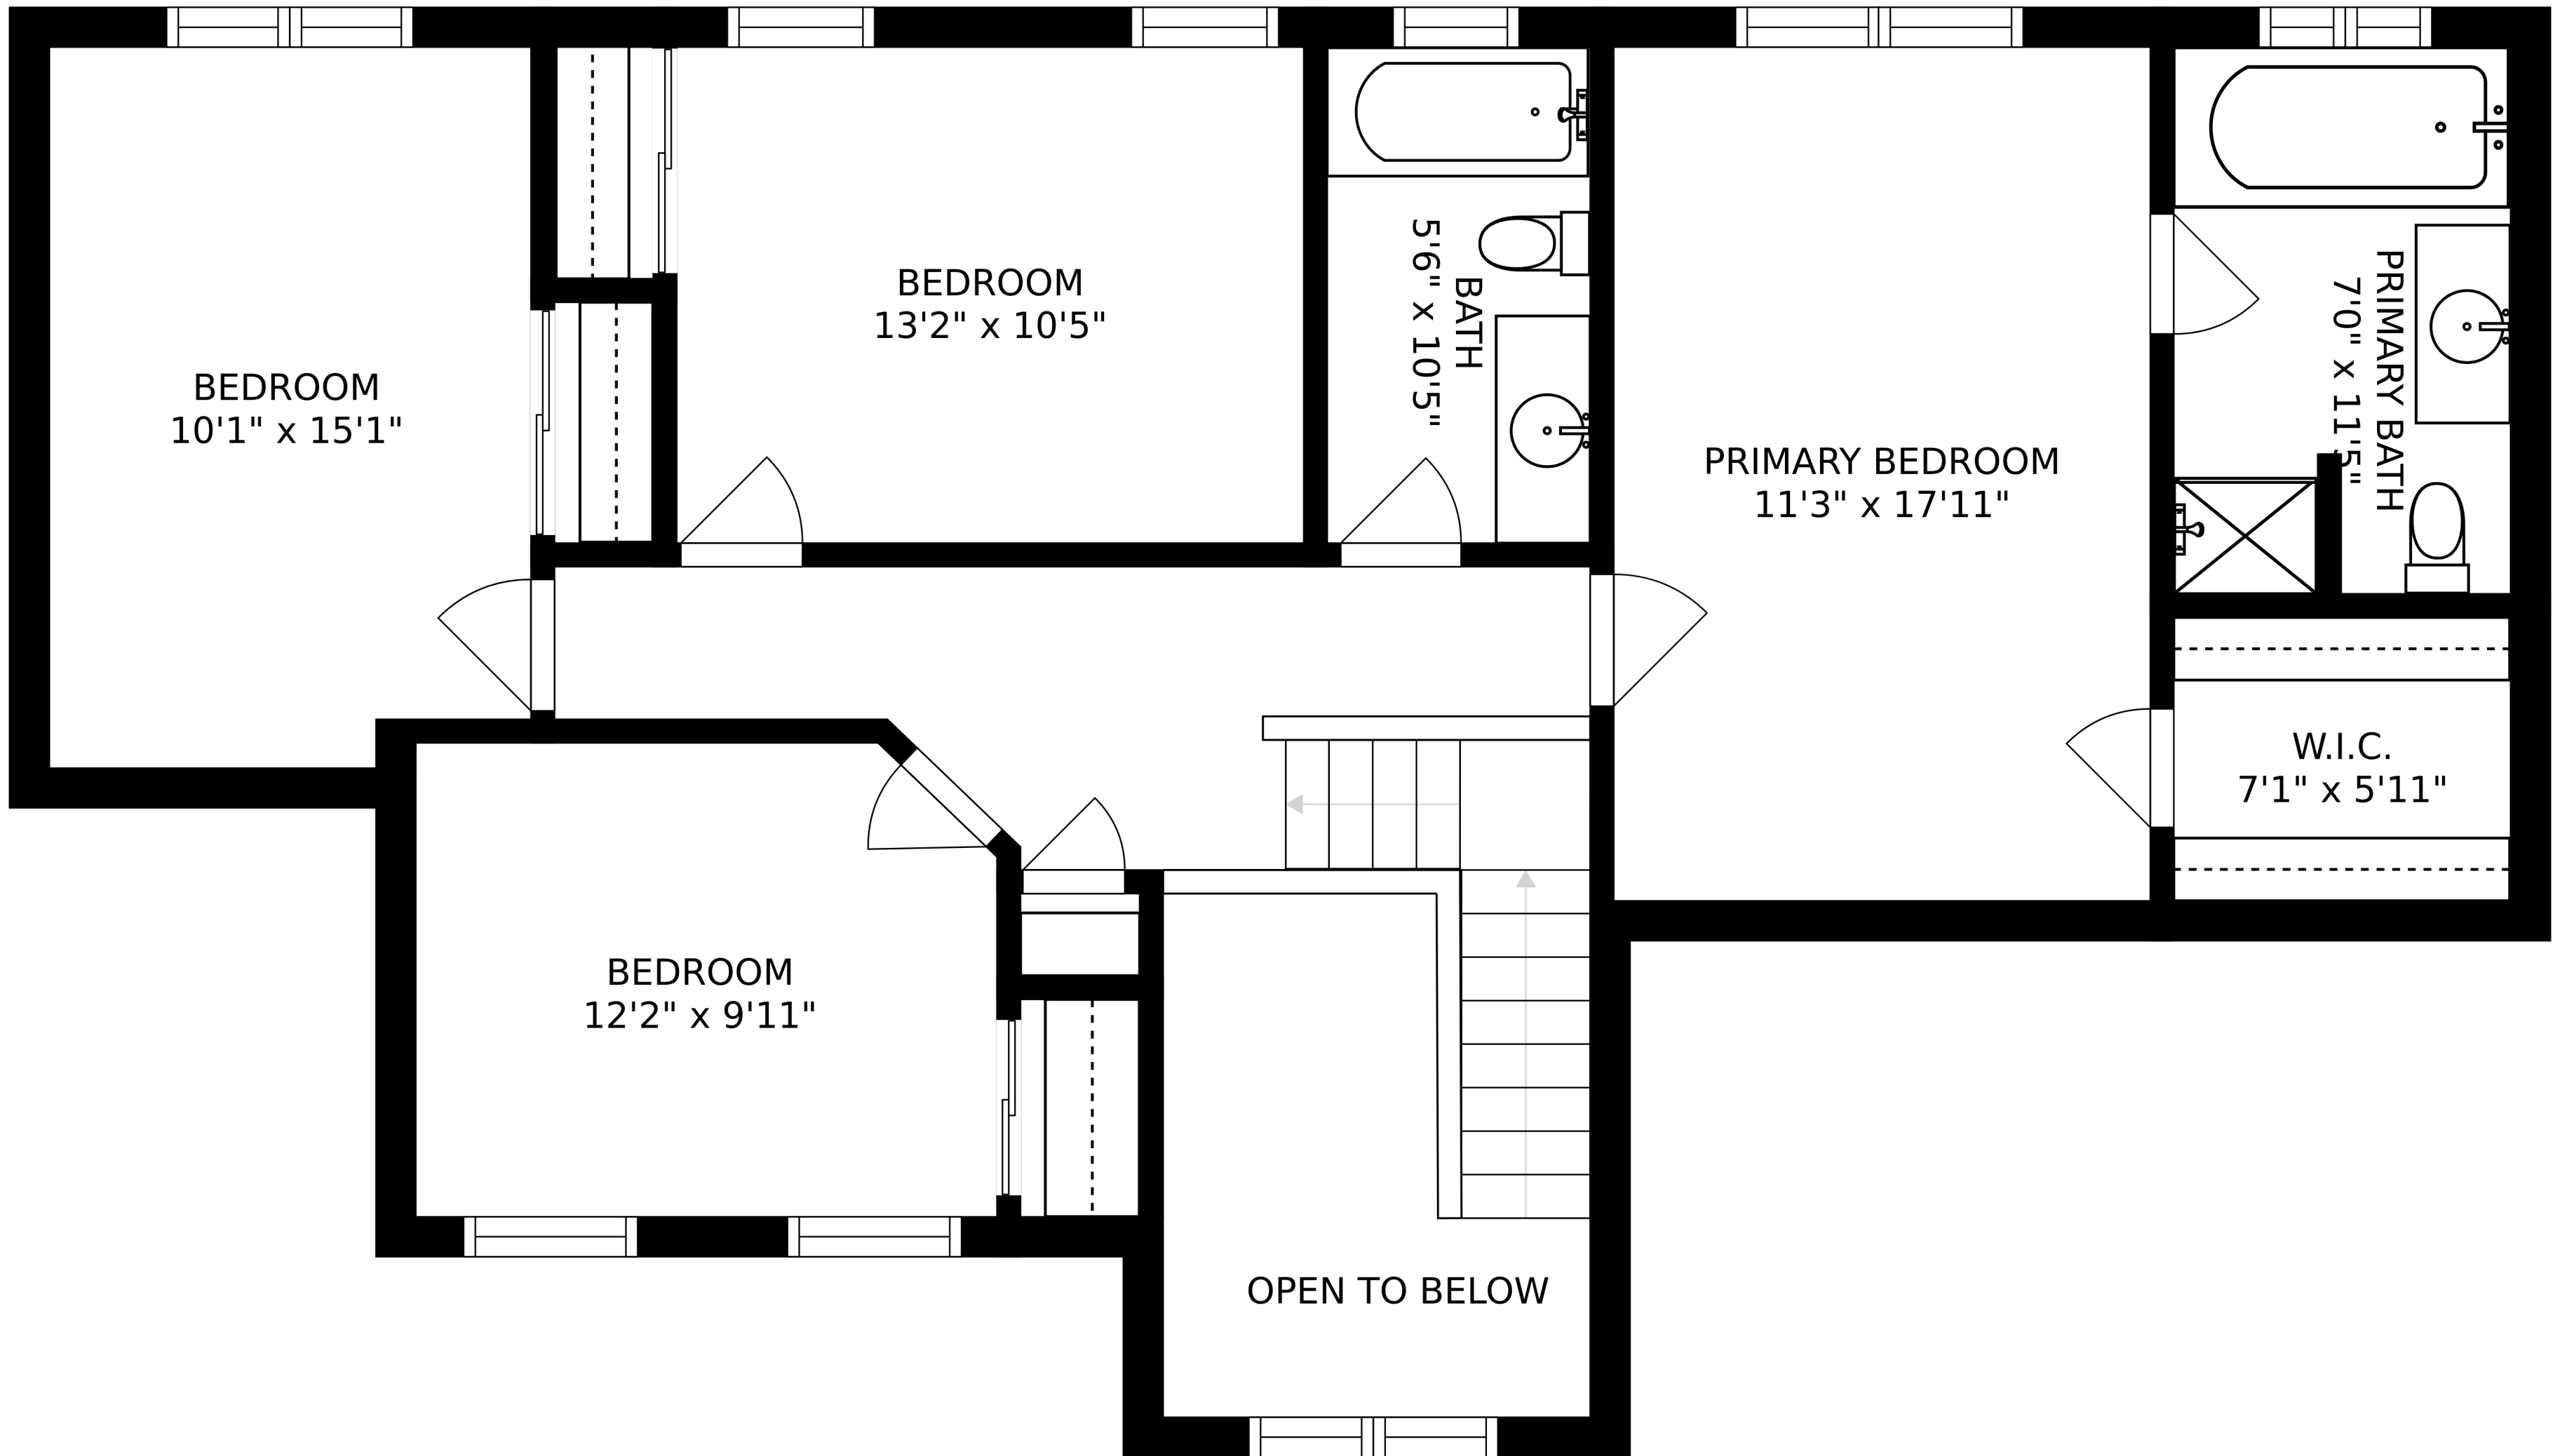 BEDROOM
10'1" x 15'1"
BEDROOM
13'2" x 10'5"
BATH
5'6" x 10'5"
PRIMARY BEDROOM
11'3" x 17'11"
PRIMARY BATH
7'0" x 11'5"
W.I.C.
7'1" x 5'11"
BEDROOM
12'2" x 9'11"
OPEN TO BELOW